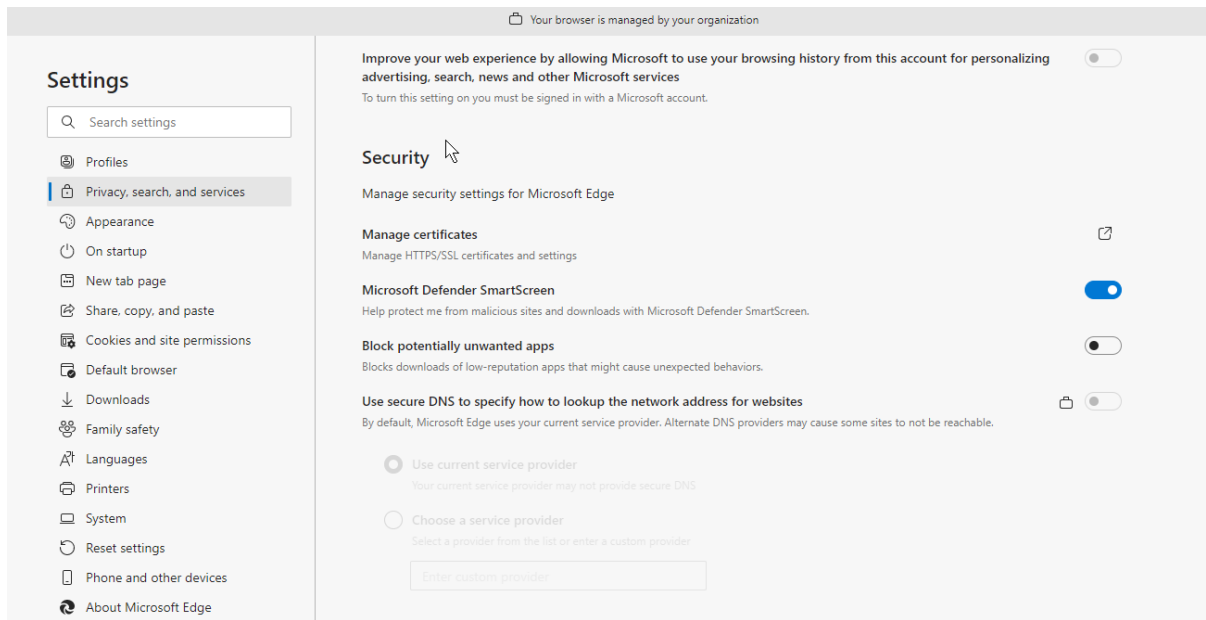 Your browser is managed by your organization
Settings
Search settings
Profiles
Privacy, search, and services
Appearance
On startup
New tab page
Share, copy, and paste
Cookies and site permissions
Default browser
Downloads
Family safety
Languages
Printers
System
Reset settings
Phone and other devices
About Microsoft Edge
Improve your web experience by allowing Microsoft to use your browsing history from this account for personalizing
advertising, search, news and other Microsoft services
To turn this setting on you must be signed in with a Microsoft account.
Security
Manage security settings for Microsoft Edge
Manage certificates
Manage HTTPS/SSL certificates and settings
Microsoft Defender SmartScreen
Help protect me from malicious sites and downloads with Microsoft Defender SmartScreen.
Block potentially unwanted apps
Blocks downloads of low-reputation apps that might cause unexpected behaviors.
Use secure DNS to specify how to lookup the network address for websites
By default, Microsoft Edge uses your current service provider. Alternate DNS providers may cause some sites to not be reachable.
Use current service provider
Your current service provider may not provide secure DNS
Choose a service provider
Select a provider from the list or enter a custom provider
Enter custom provider